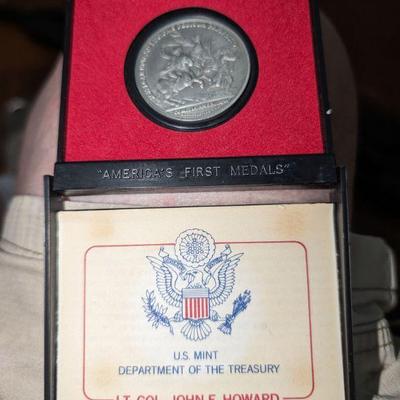 "AMERICA'S FIRST MEDALS"
U.S. MINT
DEPARTMENT OF THE TREASURY
LT. COL. JOHN E. HOWARD